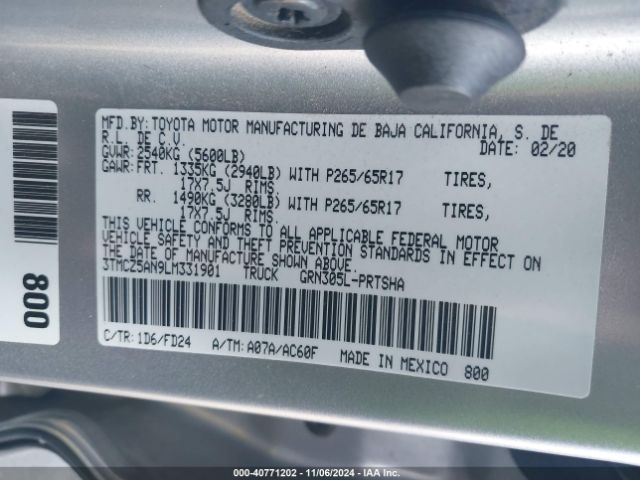 MFD.BY:TOYOTA MOTOR MANUFACTURING DE BAJA CALIFORNIA, S. DE
R.L. DE C.V. DATE: 02/20
GVWR:2540KG (5600LB)
GAWR:FRT. 1335KG (2940LB) WITH P265/65R17 TIRES,
17X7.5J RIMS.
RR. 1490KG (3280LB) WITH P265/65R17 TIRES,
17X7.5J RIMS.
THIS VEHICLE CONFORMS TO ALL APPLICABLE FEDERAL MOTOR
VEHICLE SAFETY AND THEFT PREVENTION STANDARDS IN EFFECT ON
THE DATE OF MANUFACTURE SHOWN ABOVE.
3TMCZ5AN9LM331901 TRUCK GRN305L-PRTSHA
C/TR:1D6/FD24 A/TM:A07A/AC60F MADE IN MEXICO 800
800
000-40771202 - 11/06/2024 - IAA Inc.